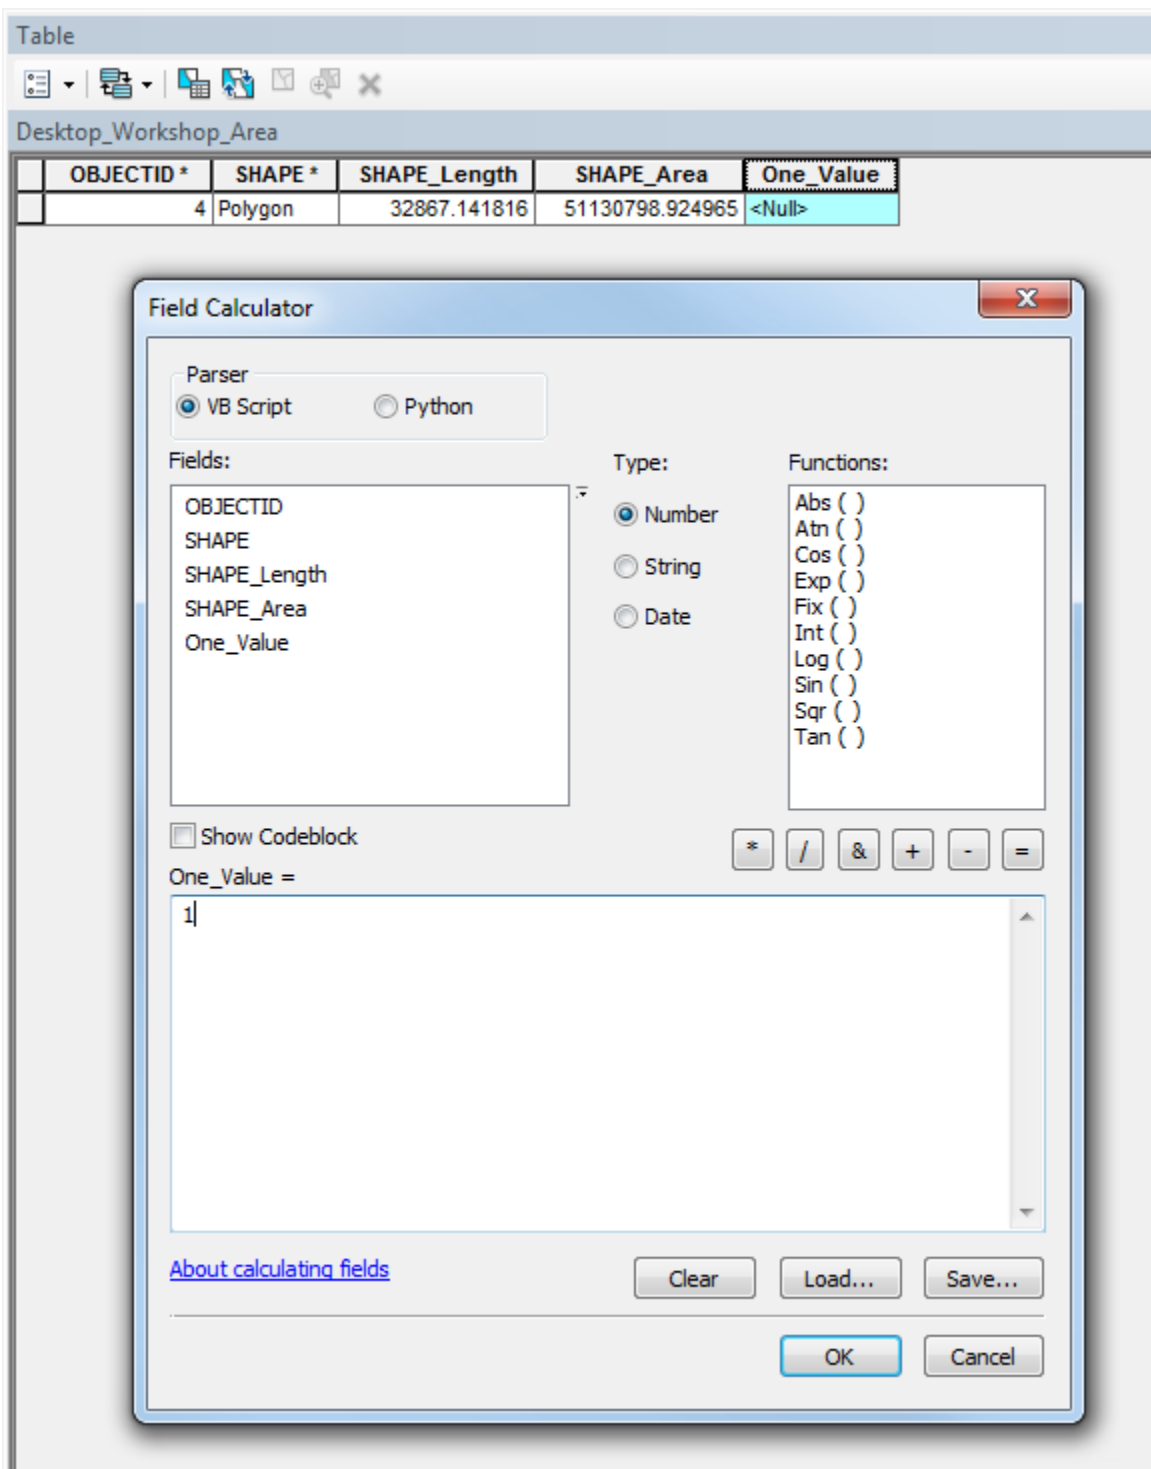 Table
Desktop_Workshop_Area
OBJECTID * SHAPE * SHAPE_Length SHAPE_Area One_Value
4 Polygon 32867.141816 51130798.924965 <Null>
Field Calculator
Parser
VB Script Python
Fields: Type: Functions:
OBJECTID
SHAPE
SHAPE_Length
SHAPE_Area
One_Value
Number
String
Date
Abs ( )
Atn ( )
Cos ( )
Exp ( )
Fix ( )
Int ( )
Log ( )
Sin ( )
Sqr ( )
Tan ( )
Show Codeblock
* / & + - =
One_Value =
1
About calculating fields
Clear Load... Save...
OK Cancel